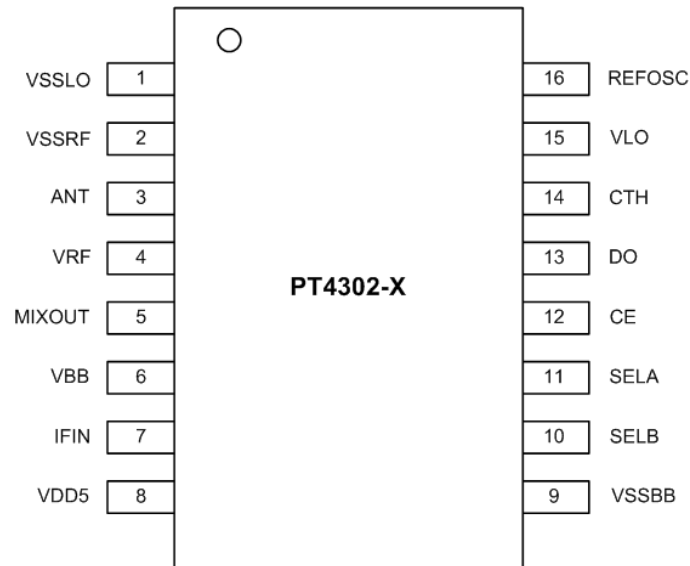 VSSLO 1 16 REFOSC
VSSRF 2 15 VLO
ANT 3 14 CTH
VRF 4 13 DO
PT4302-X
MIXOUT 5 12 CE
VBB 6 11 SELA
IFIN 7 10 SELB
VDD5 8 9 VSSBB